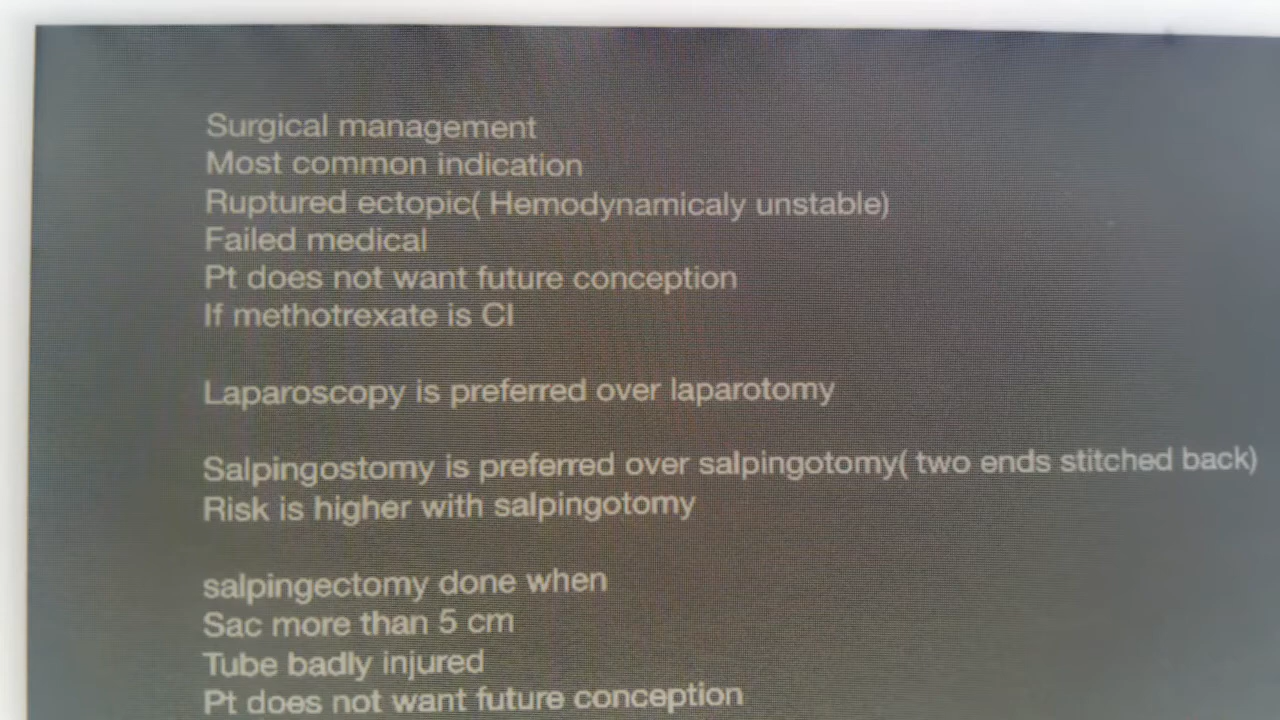 Surgical management
Most common indication
Ruptured ectopic( Hemodynamicaly unstable)
Failed medical
Pt does not want future conception
If methotrexate is CI
Laparoscopy is preferred over laparotomy
Salpingostomy is preferred over salpingotomy( two ends stitched back)
Risk is higher with salpingotomy
salpingectomy done when
Sac more than 5 cm
Tube badly injured
Pt does not want future conception